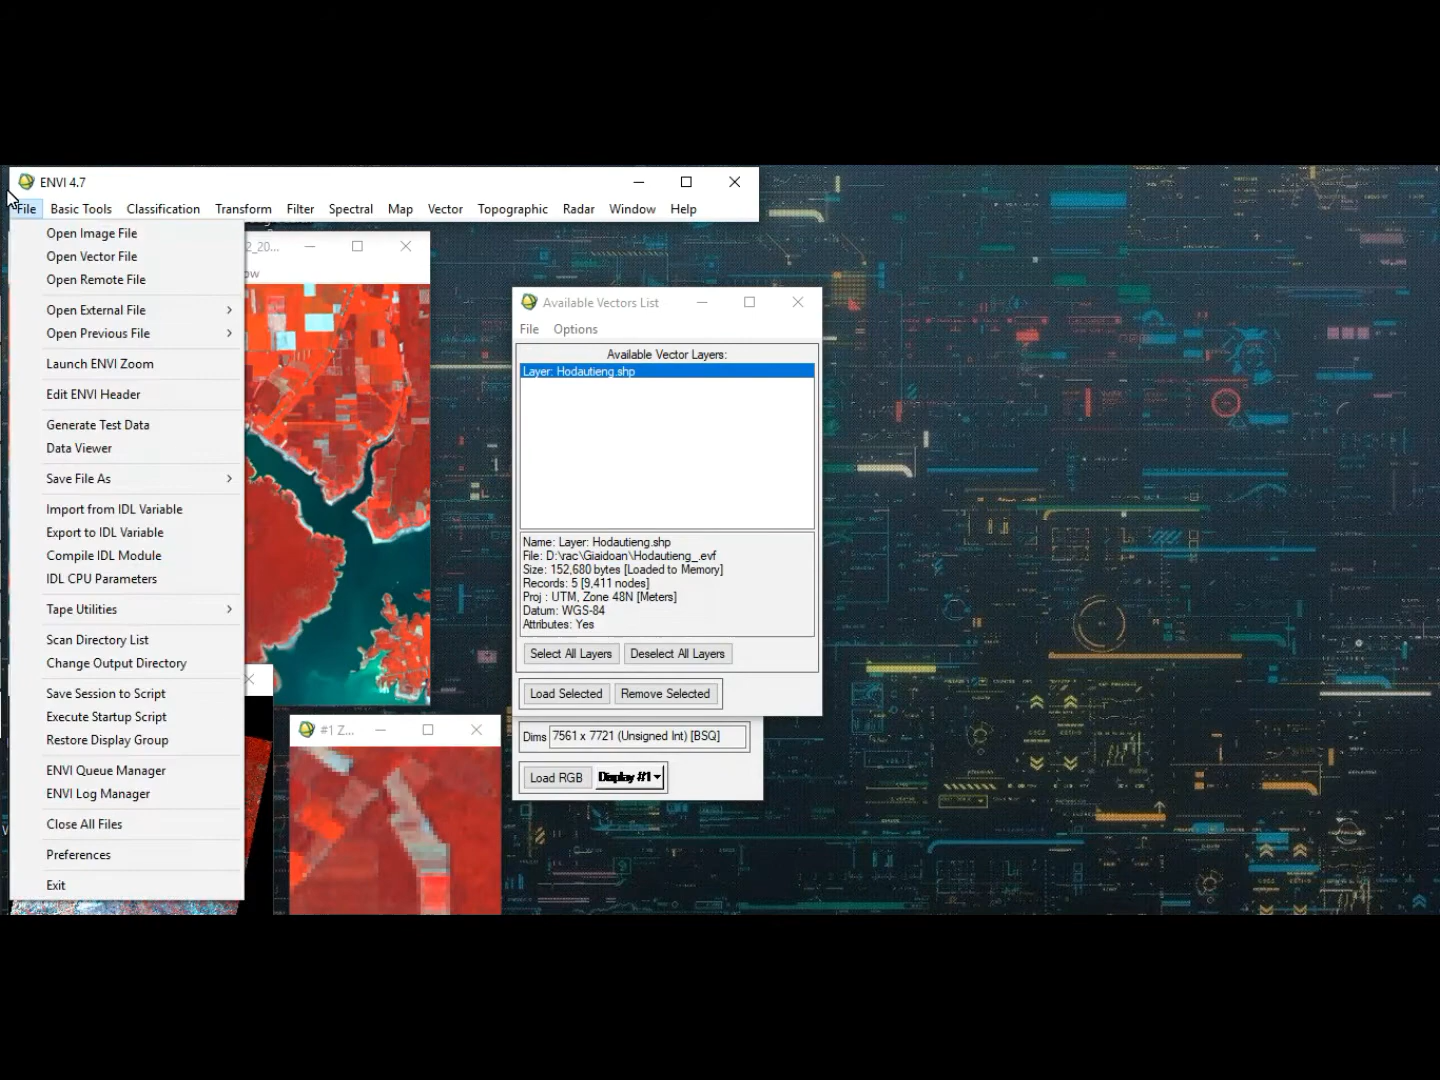 ENVI 4.7
File Basic Tools Classification Transform Filter Spectral Map Vector Topographic Radar Window Help
Open Image File
Open Vector File
Open Remote File
Open External File
Open Previous File
Launch ENVI Zoom
Edit ENVI Header
Generate Test Data
Data Viewer
Save File As
Import from IDL Variable
Export to IDL Variable
Compile IDL Module
IDL CPU Parameters
Tape Utilities
Scan Directory List
Change Output Directory
Save Session to Script
Execute Startup Script
Restore Display Group
ENVI Queue Manager
ENVI Log Manager
Close All Files
Preferences
Exit
2_20...
ow
#1 Z...
Available Vectors List
File Options
Available Vector Layers:
Layer: Hodautieng.shp
Name: Layer: Hodautieng.shp
File: D:\rac\Giaidoan\Hodautieng_.evf
Size: 152,680 bytes [Loaded to Memory]
Records: 5 [9,411 nodes]
Proj : UTM, Zone 48N [Meters]
Datum: WGS-84
Attributes: Yes
Select All Layers Deselect All Layers
Load Selected Remove Selected
Dims 7561 x 7721 (Unsigned Int) [BSQ]
Load RGB Display #1